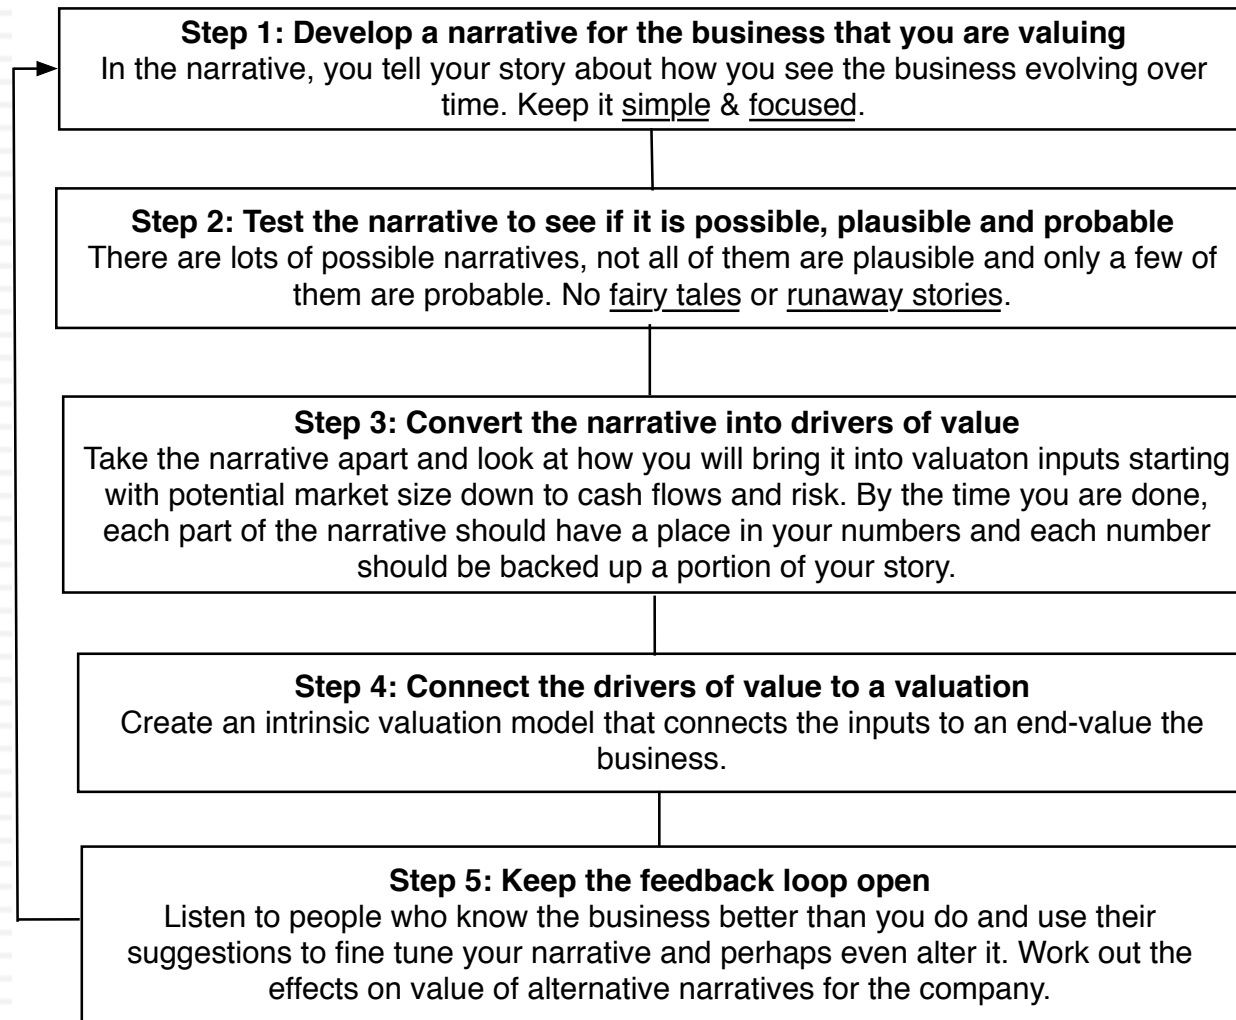 Step 1: Develop a narrative for the business that you are valuing
In the narrative, you tell your story about how you see the business evolving over
time. Keep it simple & focused.
Step 2: Test the narrative to see if it is possible, plausible and probable
There are lots of possible narratives, not all of them are plausible and only a few of
them are probable. No fairy tales or runaway stories.
Step 3: Convert the narrative into drivers of value
Take the narrative apart and look at how you will bring it into valuaton inputs starting
with potential market size down to cash flows and risk. By the time you are done,
each part of the narrative should have a place in your numbers and each number
should be backed up a portion of your story.
Step 4: Connect the drivers of value to a valuation
Create an intrinsic valuation model that connects the inputs to an end-value the
business.
Step 5: Keep the feedback loop open
Listen to people who know the business better than you do and use their
suggestions to fine tune your narrative and perhaps even alter it. Work out the
effects on value of alternative narratives for the company.